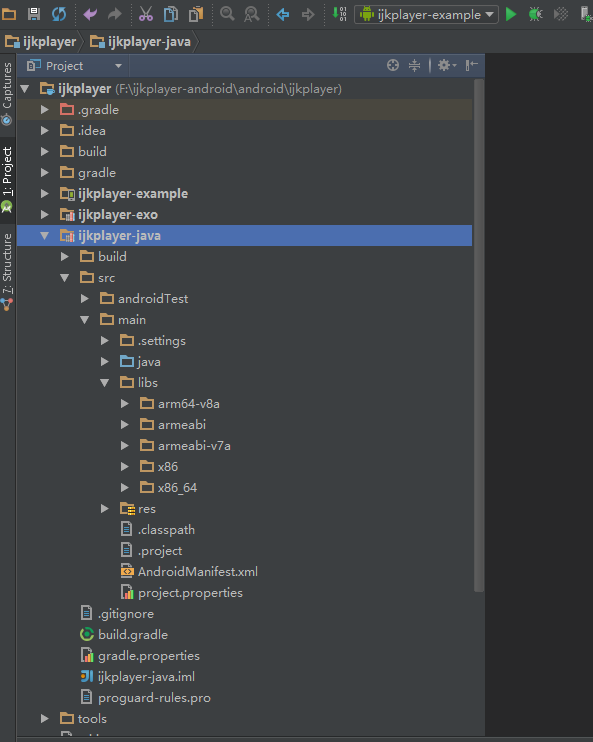 ijkplayer-example
ijkplayer
ijkplayer-java
Captures
1: Project
7: Structure
Project
ijkplayer (F:\ijkplayer-android\android\ijkplayer)
.gradle
.idea
build
gradle
ijkplayer-example
ijkplayer-exo
ijkplayer-java
build
src
androidTest
main
.settings
java
libs
arm64-v8a
armeabi
armeabi-v7a
x86
x86_64
res
.classpath
.project
AndroidManifest.xml
project.properties
.gitignore
build.gradle
gradle.properties
ijkplayer-java.iml
proguard-rules.pro
tools